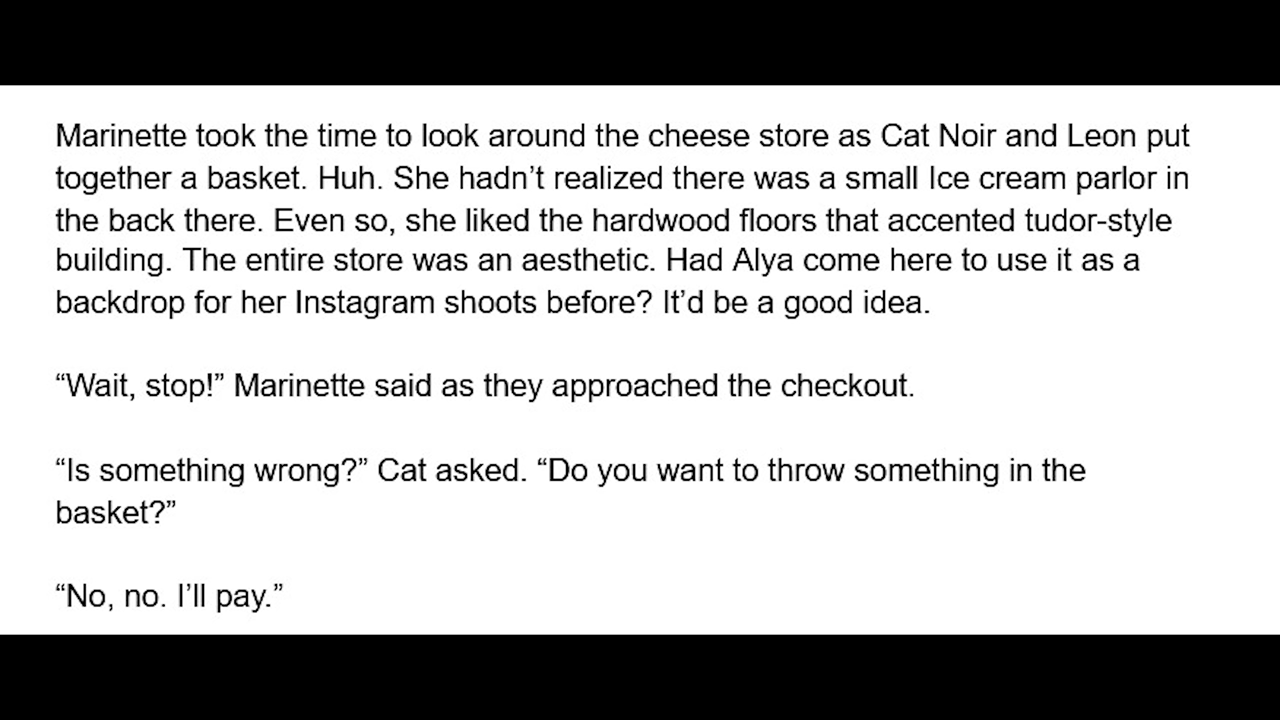 Marinette took the time to look around the cheese store as Cat Noir and Leon put
together a basket. Huh. She hadn’t realized there was a small Ice cream parlor in
the back there. Even so, she liked the hardwood floors that accented tudor-style
building. The entire store was an aesthetic. Had Alya come here to use it as a
backdrop for her Instagram shoots before? It’d be a good idea.
“Wait, stop!” Marinette said as they approached the checkout.
“Is something wrong?” Cat asked. “Do you want to throw something in the
basket?”
“No, no. I’ll pay.”